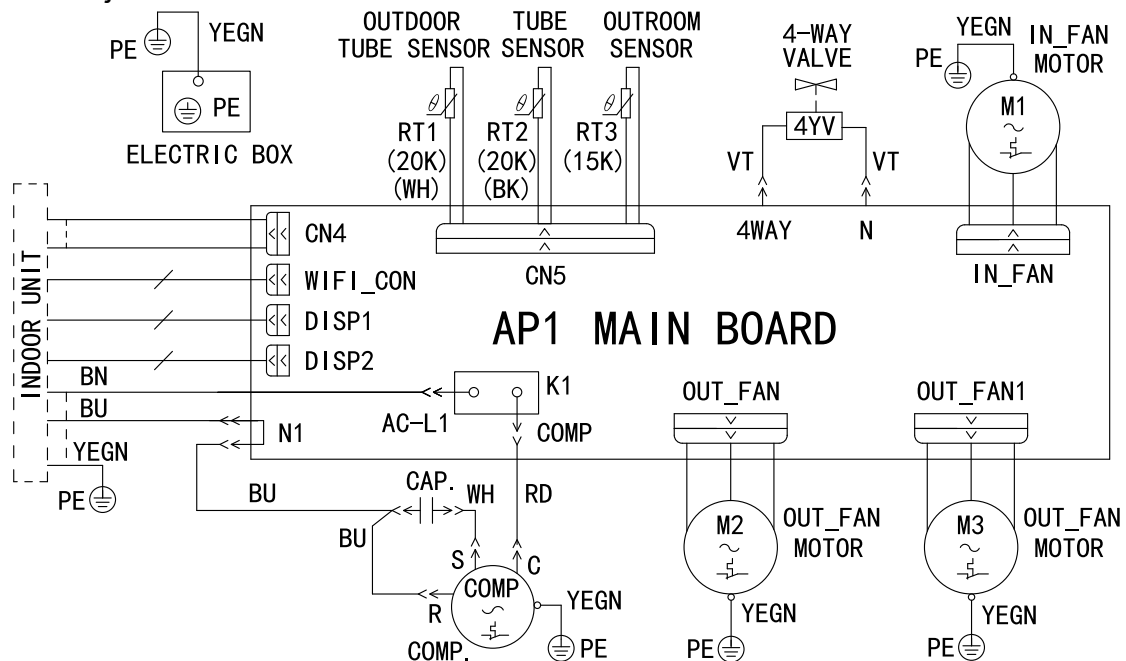 PE
YEGN
PE
ELECTRIC BOX
OUTDOOR
TUBE SENSOR
TUBE
SENSOR
OUTROOM
SENSOR
θ
RT1
(20K)
(WH)
θ
RT2
(20K)
(BK)
θ
RT3
(15K)
4-WAY
VALVE
4YV
VT
VT
4WAY
N
YEGN
PE
IN_FAN
MOTOR
M1
IN_FAN
INDOOR UNIT
CN4
WIFI_CON
DISP1
DISP2
CN5
AP1 MAIN BOARD
BN
BU
YEGN
PE
AC-L1
K1
COMP
N1
OUT_FAN
OUT_FAN1
BU
CAP.
WH
RD
BU
S
C
R
COMP
COMP.
YEGN
PE
M2
OUT_FAN
MOTOR
YEGN
PE
M3
OUT_FAN
MOTOR
YEGN
PE